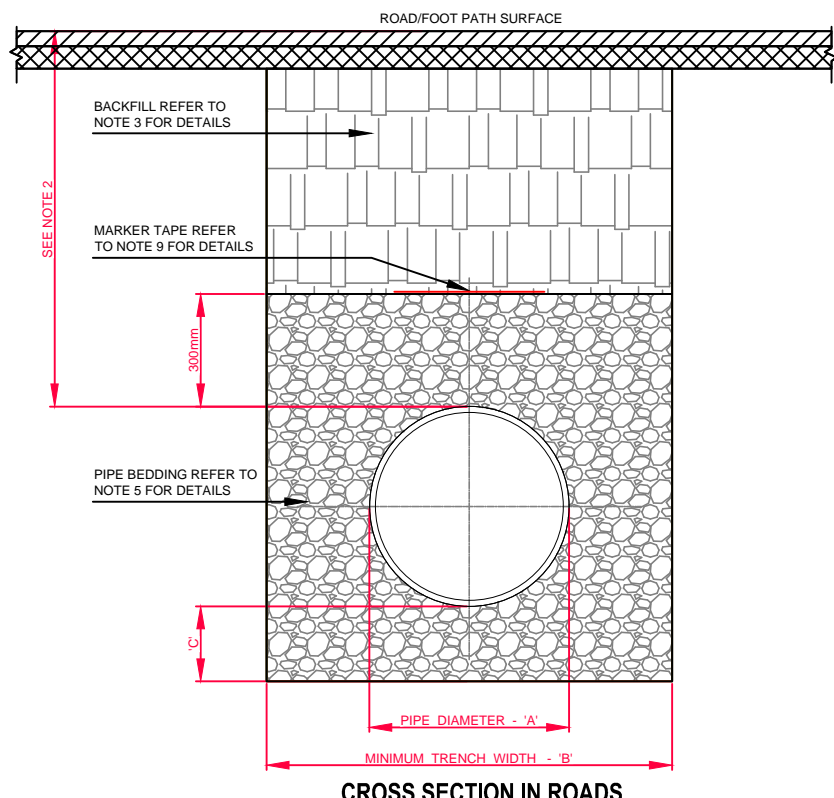 ROAD/FOOT PATH SURFACE
BACKFILL REFER TO
NOTE 3 FOR DETAILS
SEE NOTE 2
MARKER TAPE REFER
TO NOTE 9 FOR DETAILS
300mm
PIPE BEDDING REFER TO
NOTE 5 FOR DETAILS
'C'
PIPE DIAMETER - 'A'
MINIMUM TRENCH WIDTH - 'B'
CROSS SECTION IN ROADS